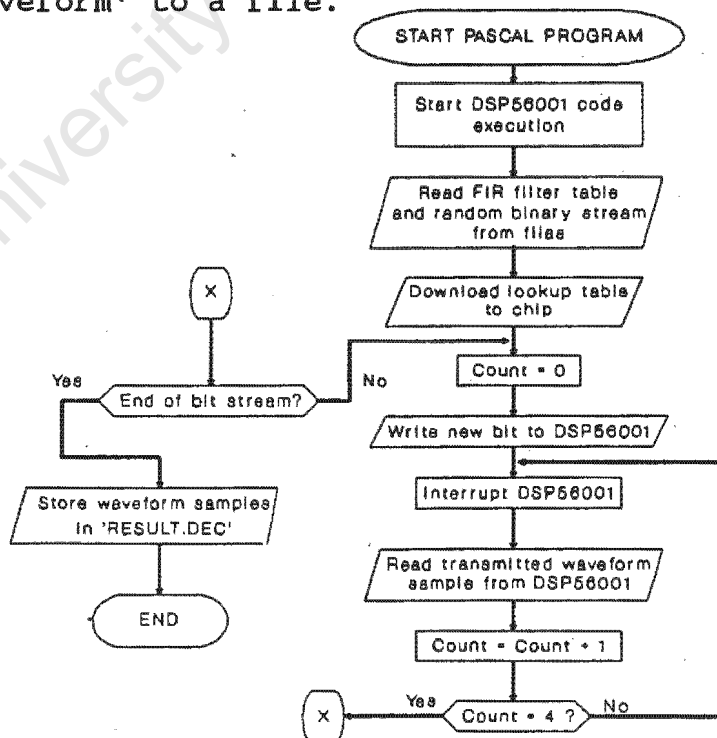 veform' to a file.
START PASCAL PROGRAM
Start DSP56001 code
execution
Read FIR filter table
and random binary stream
from files
Download lookup table
to chip
Count = 0
Write new bit to DSP56001
Interrupt DSP56001
Read transmitted waveform
sample from DSP56001
Count = Count + 1
Count = 4 ?
Yes
No
X
X
End of bit stream?
Yes
No
Store waveform samples
in 'RESULT.DEC'
END
niversity